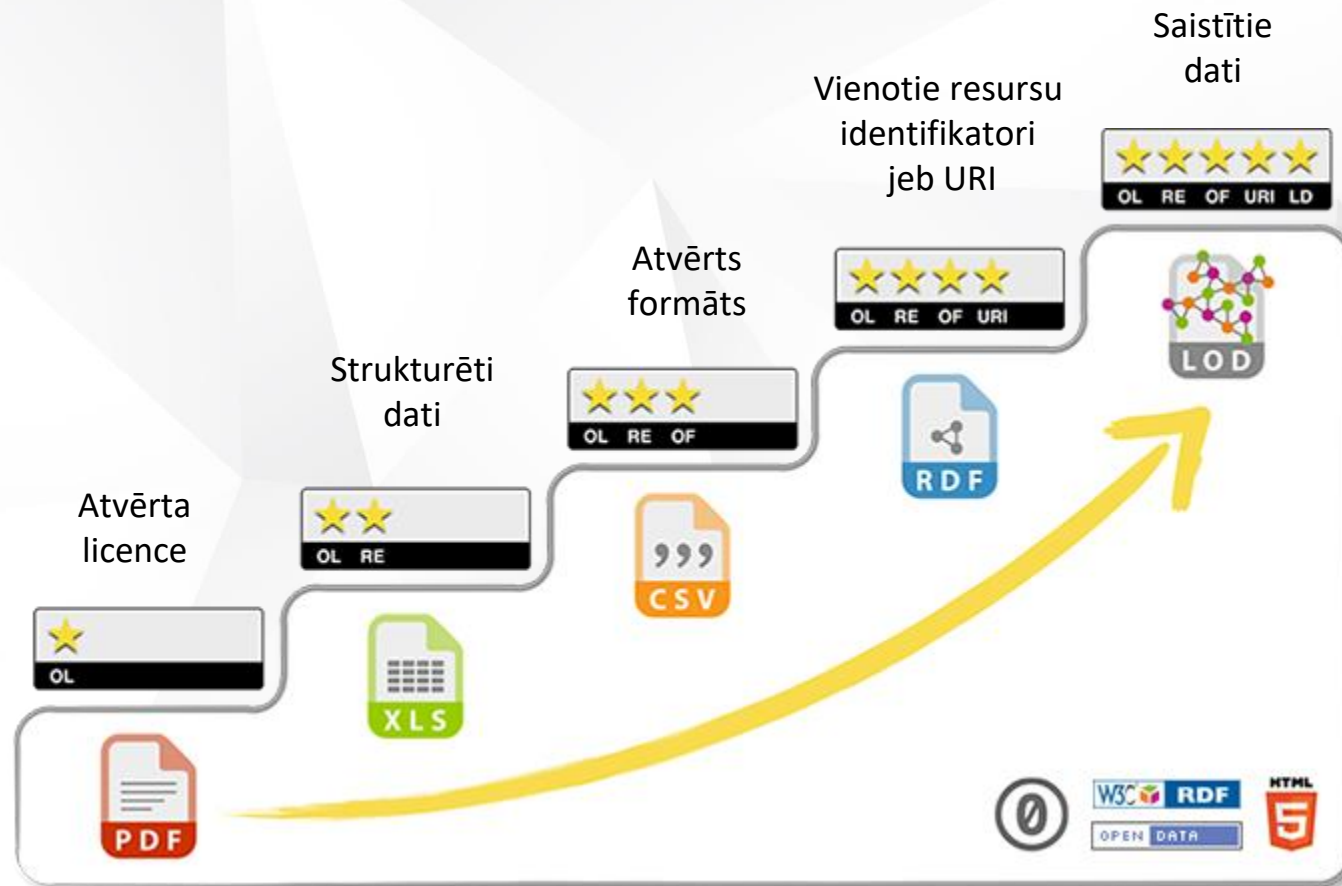 Saistītie
dati
OL RE OF URI LD
LOD
Vienotie resursu
identifikatori
jeb URI
OL RE OF URI
RDF
Atvērts
formāts
OL RE OF
CSV
Strukturēti
dati
OL RE
XLS
Atvērta
licence
OL
PDF
0
W3C RDF
OPEN DATA
HTML
5